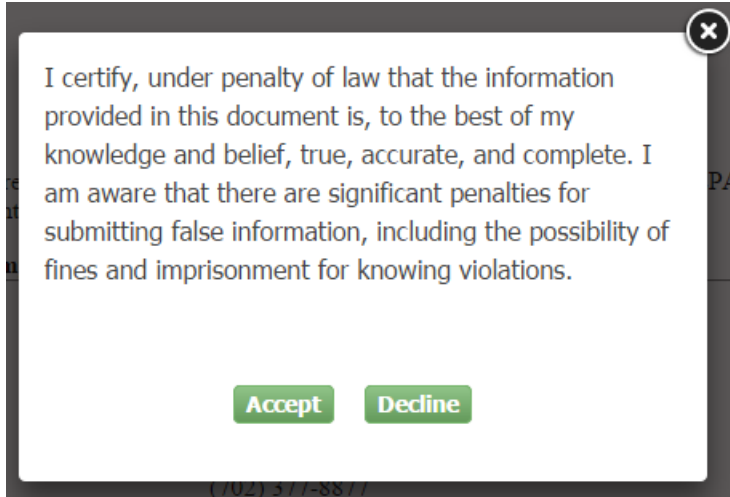 I certify, under penalty of law that the information
provided in this document is, to the best of my
knowledge and belief, true, accurate, and complete. I
am aware that there are significant penalties for
submitting false information, including the possibility of
fines and imprisonment for knowing violations.
Accept Decline
(702) 377-8877